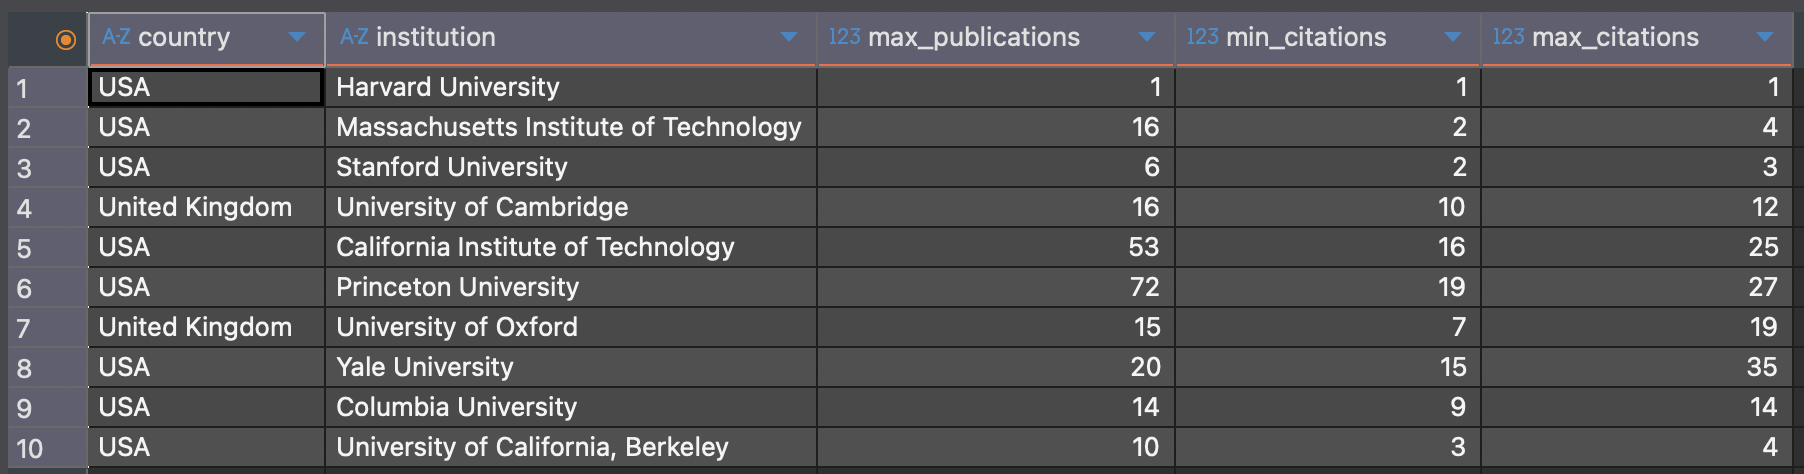 A-Z country A-Z institution 123 max_publications 123 min_citations 123 max_citations
1 USA Harvard University 1 1 1
2 USA Massachusetts Institute of Technology 16 2 4
3 USA Stanford University 6 2 3
4 United Kingdom University of Cambridge 16 10 12
5 USA California Institute of Technology 53 16 25
6 USA Princeton University 72 19 27
7 United Kingdom University of Oxford 15 7 19
8 USA Yale University 20 15 35
9 USA Columbia University 14 9 14
10 USA University of California, Berkeley 10 3 4